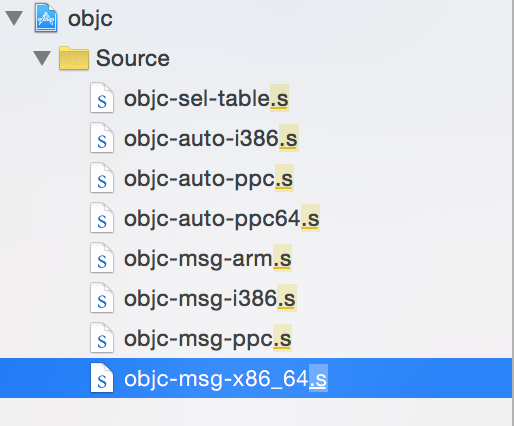 objc
Source
objc-sel-table.s
objc-auto-i386.s
objc-auto-ppc.s
objc-auto-ppc64.s
objc-msg-arm.s
objc-msg-i386.s
objc-msg-ppc.s
objc-msg-x86_64.s